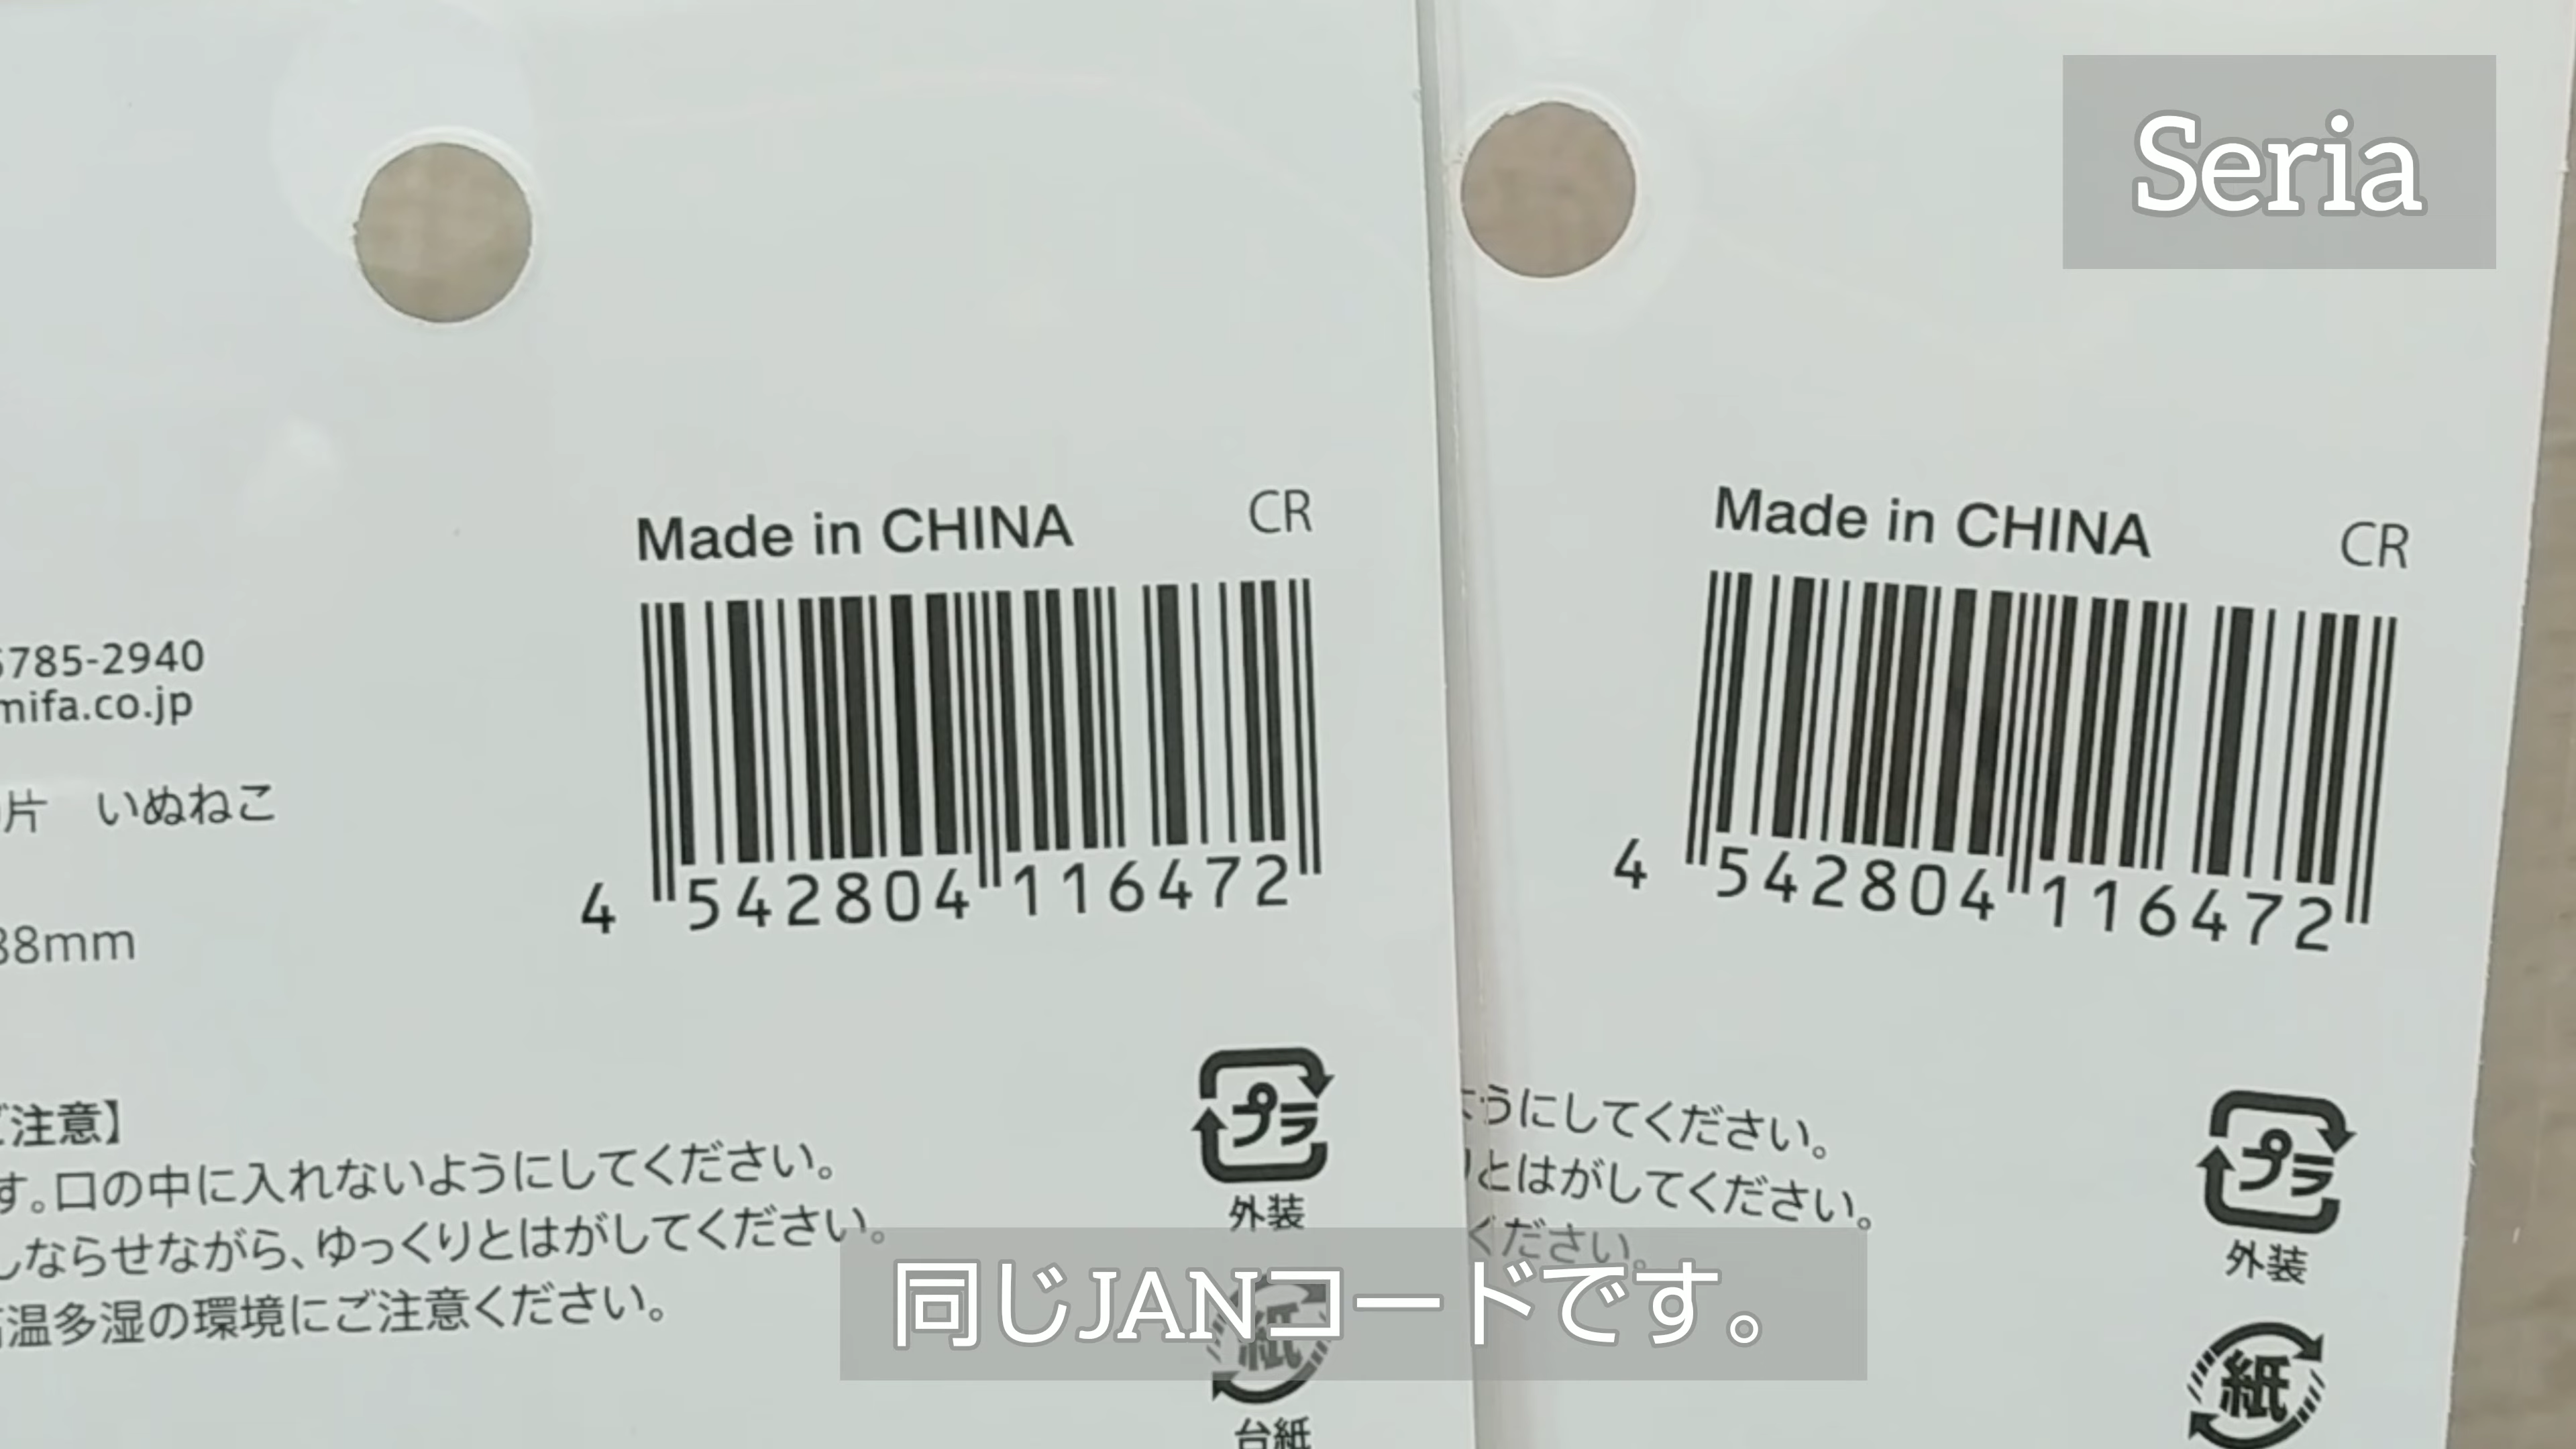 Seria
Made in CHINA CR
4 542804 116472
785-2940
mifa.co.jp
片 いぬねこ
88mm
ご注意】
す。口の中に入れないようにしてください。
しならせながら、ゆっくりとはがしてください。
温多湿の環境にご注意ください。
プラ
外装
紙
台紙
Made in CHINA CR
4 542804 116472
ようにしてください。
りとはがしてください。
ください。
プラ
外装
紙
同じJANコードです。